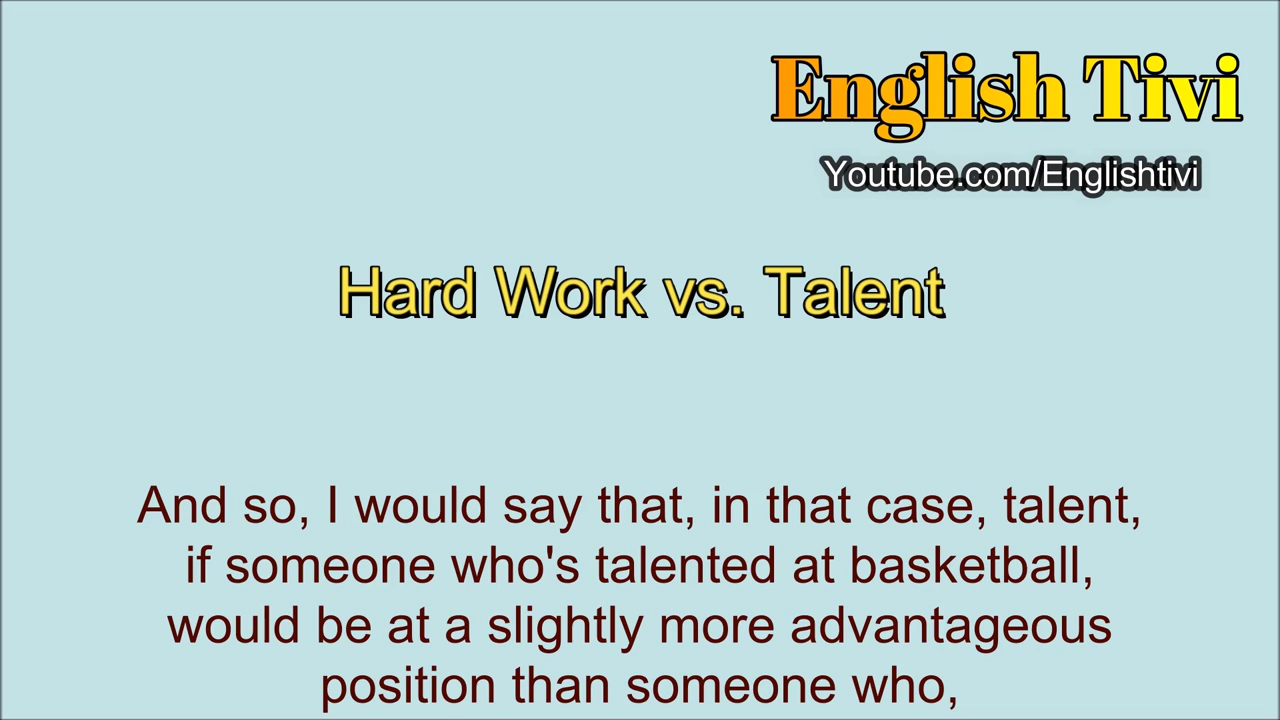 English Tivi
Youtube.com/Englishtivi
Hard Work vs. Talent
And so, I would say that, in that case, talent,
if someone who's talented at basketball,
would be at a slightly more advantageous
position than someone who,